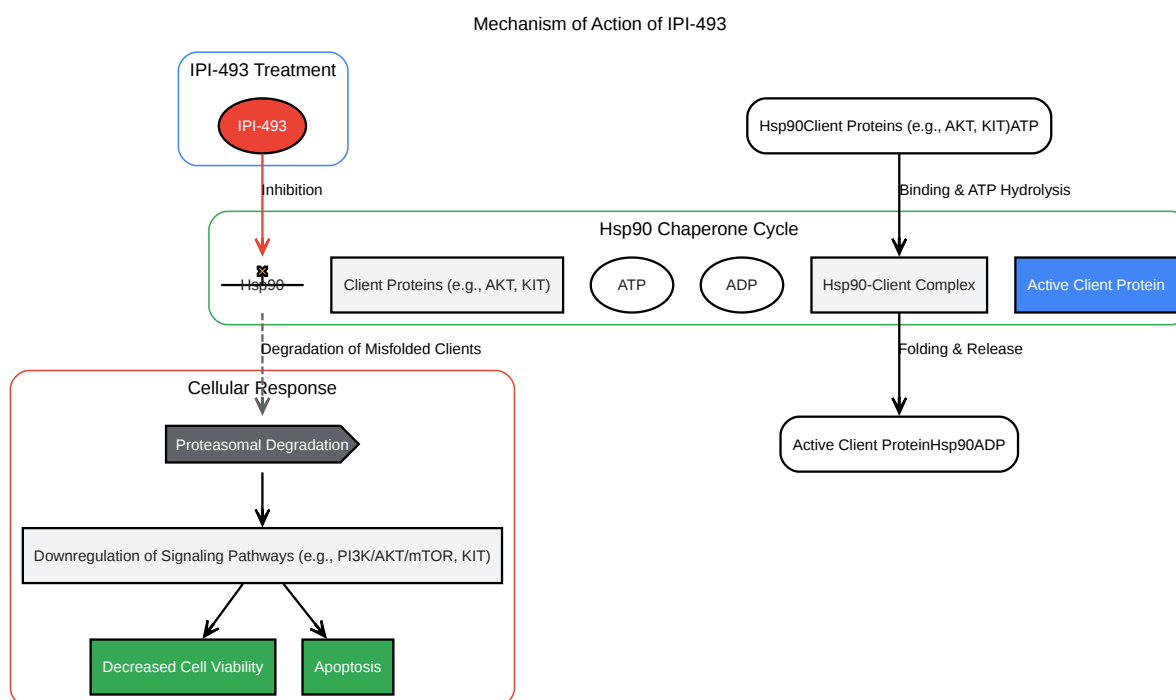 Mechanism of Action of IPI-493
IPI-493 Treatment
IPI-493
Hsp90Client Proteins (e.g., AKT, KIT)ATP
Inhibition
Binding & ATP Hydrolysis
Hsp90 Chaperone Cycle
Hsp90
Client Proteins (e.g., AKT, KIT)
ATP
ADP
Hsp90-Client Complex
Active Client Protein
Degradation of Misfolded Clients
Folding & Release
Cellular Response
Proteasomal Degradation
Active Client ProteinHsp90ADP
Downregulation of Signaling Pathways (e.g., PI3K/AKT/mTOR, KIT)
Decreased Cell Viability
Apoptosis